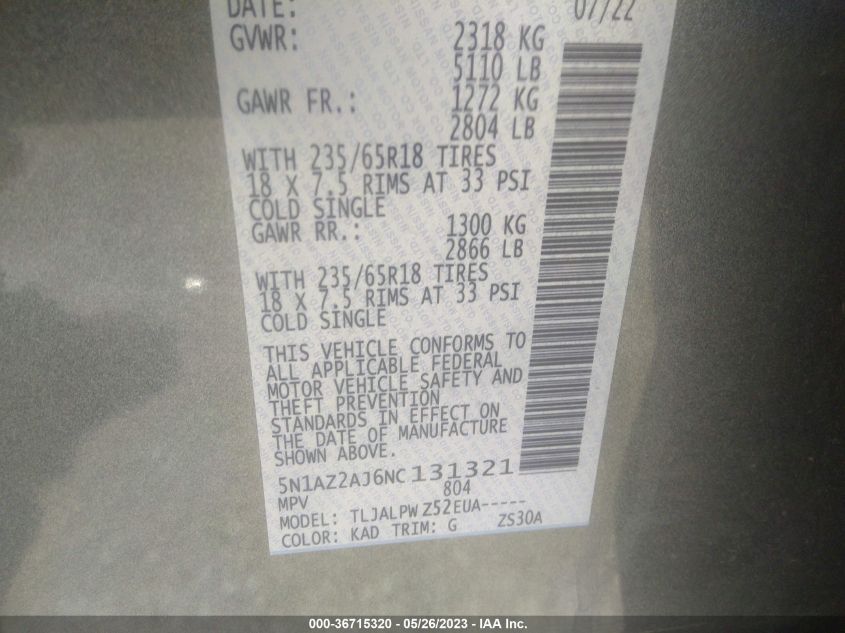 DATE: 07/22
GVWR: 2318 KG
5110 LB
GAWR FR.: 1272 KG
2804 LB
WITH 235/65R18 TIRES
18 X 7.5 RIMS AT 33 PSI
COLD SINGLE
GAWR RR.: 1300 KG
2866 LB
WITH 235/65R18 TIRES
18 X 7.5 RIMS AT 33 PSI
COLD SINGLE
THIS VEHICLE CONFORMS TO
ALL APPLICABLE FEDERAL
MOTOR VEHICLE SAFETY AND
THEFT PREVENTION
STANDARDS IN EFFECT ON
THE DATE OF MANUFACTURE
SHOWN ABOVE.
5N1AZ2AJ6NC 131321
MPV 804
MODEL: TLJALPW Z52EUA-----
COLOR: KAD TRIM: G ZS30A
000-36715320 - 05/26/2023 - IAA Inc.